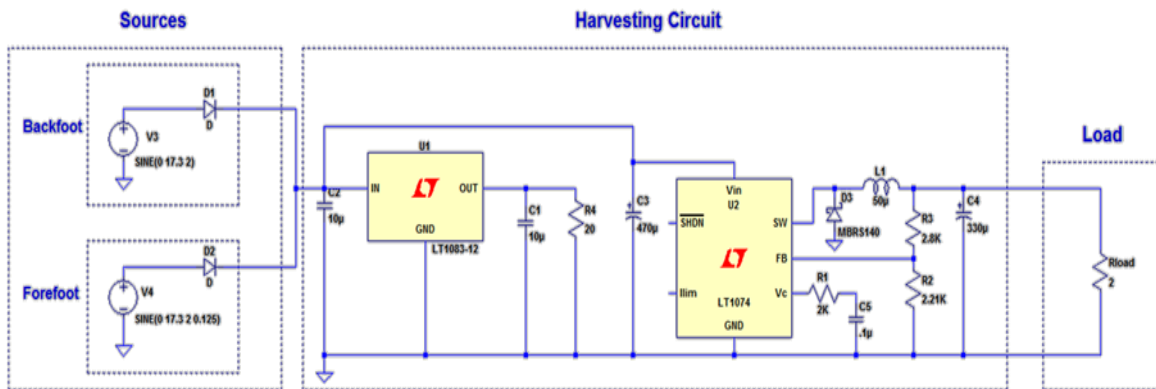 Sources
Harvesting Circuit
Backfoot
D1
D
V3
SINE(0 17.3 2)
Forefoot
D2
D
V4
SINE(0 17.3 2 0.125)
C2
10µ
U1
IN
OUT
GND
LT1083-12
C1
10µ
R4
20
C3
470µ
Vin
U2
SHDN
SW
FB
Ilim
Vc
LT1074
GND
R1
2K
C5
.1µ
D3
MBRS140
L1
50µ
R3
2.8K
R2
2.21K
C4
330µ
Load
Rload
2